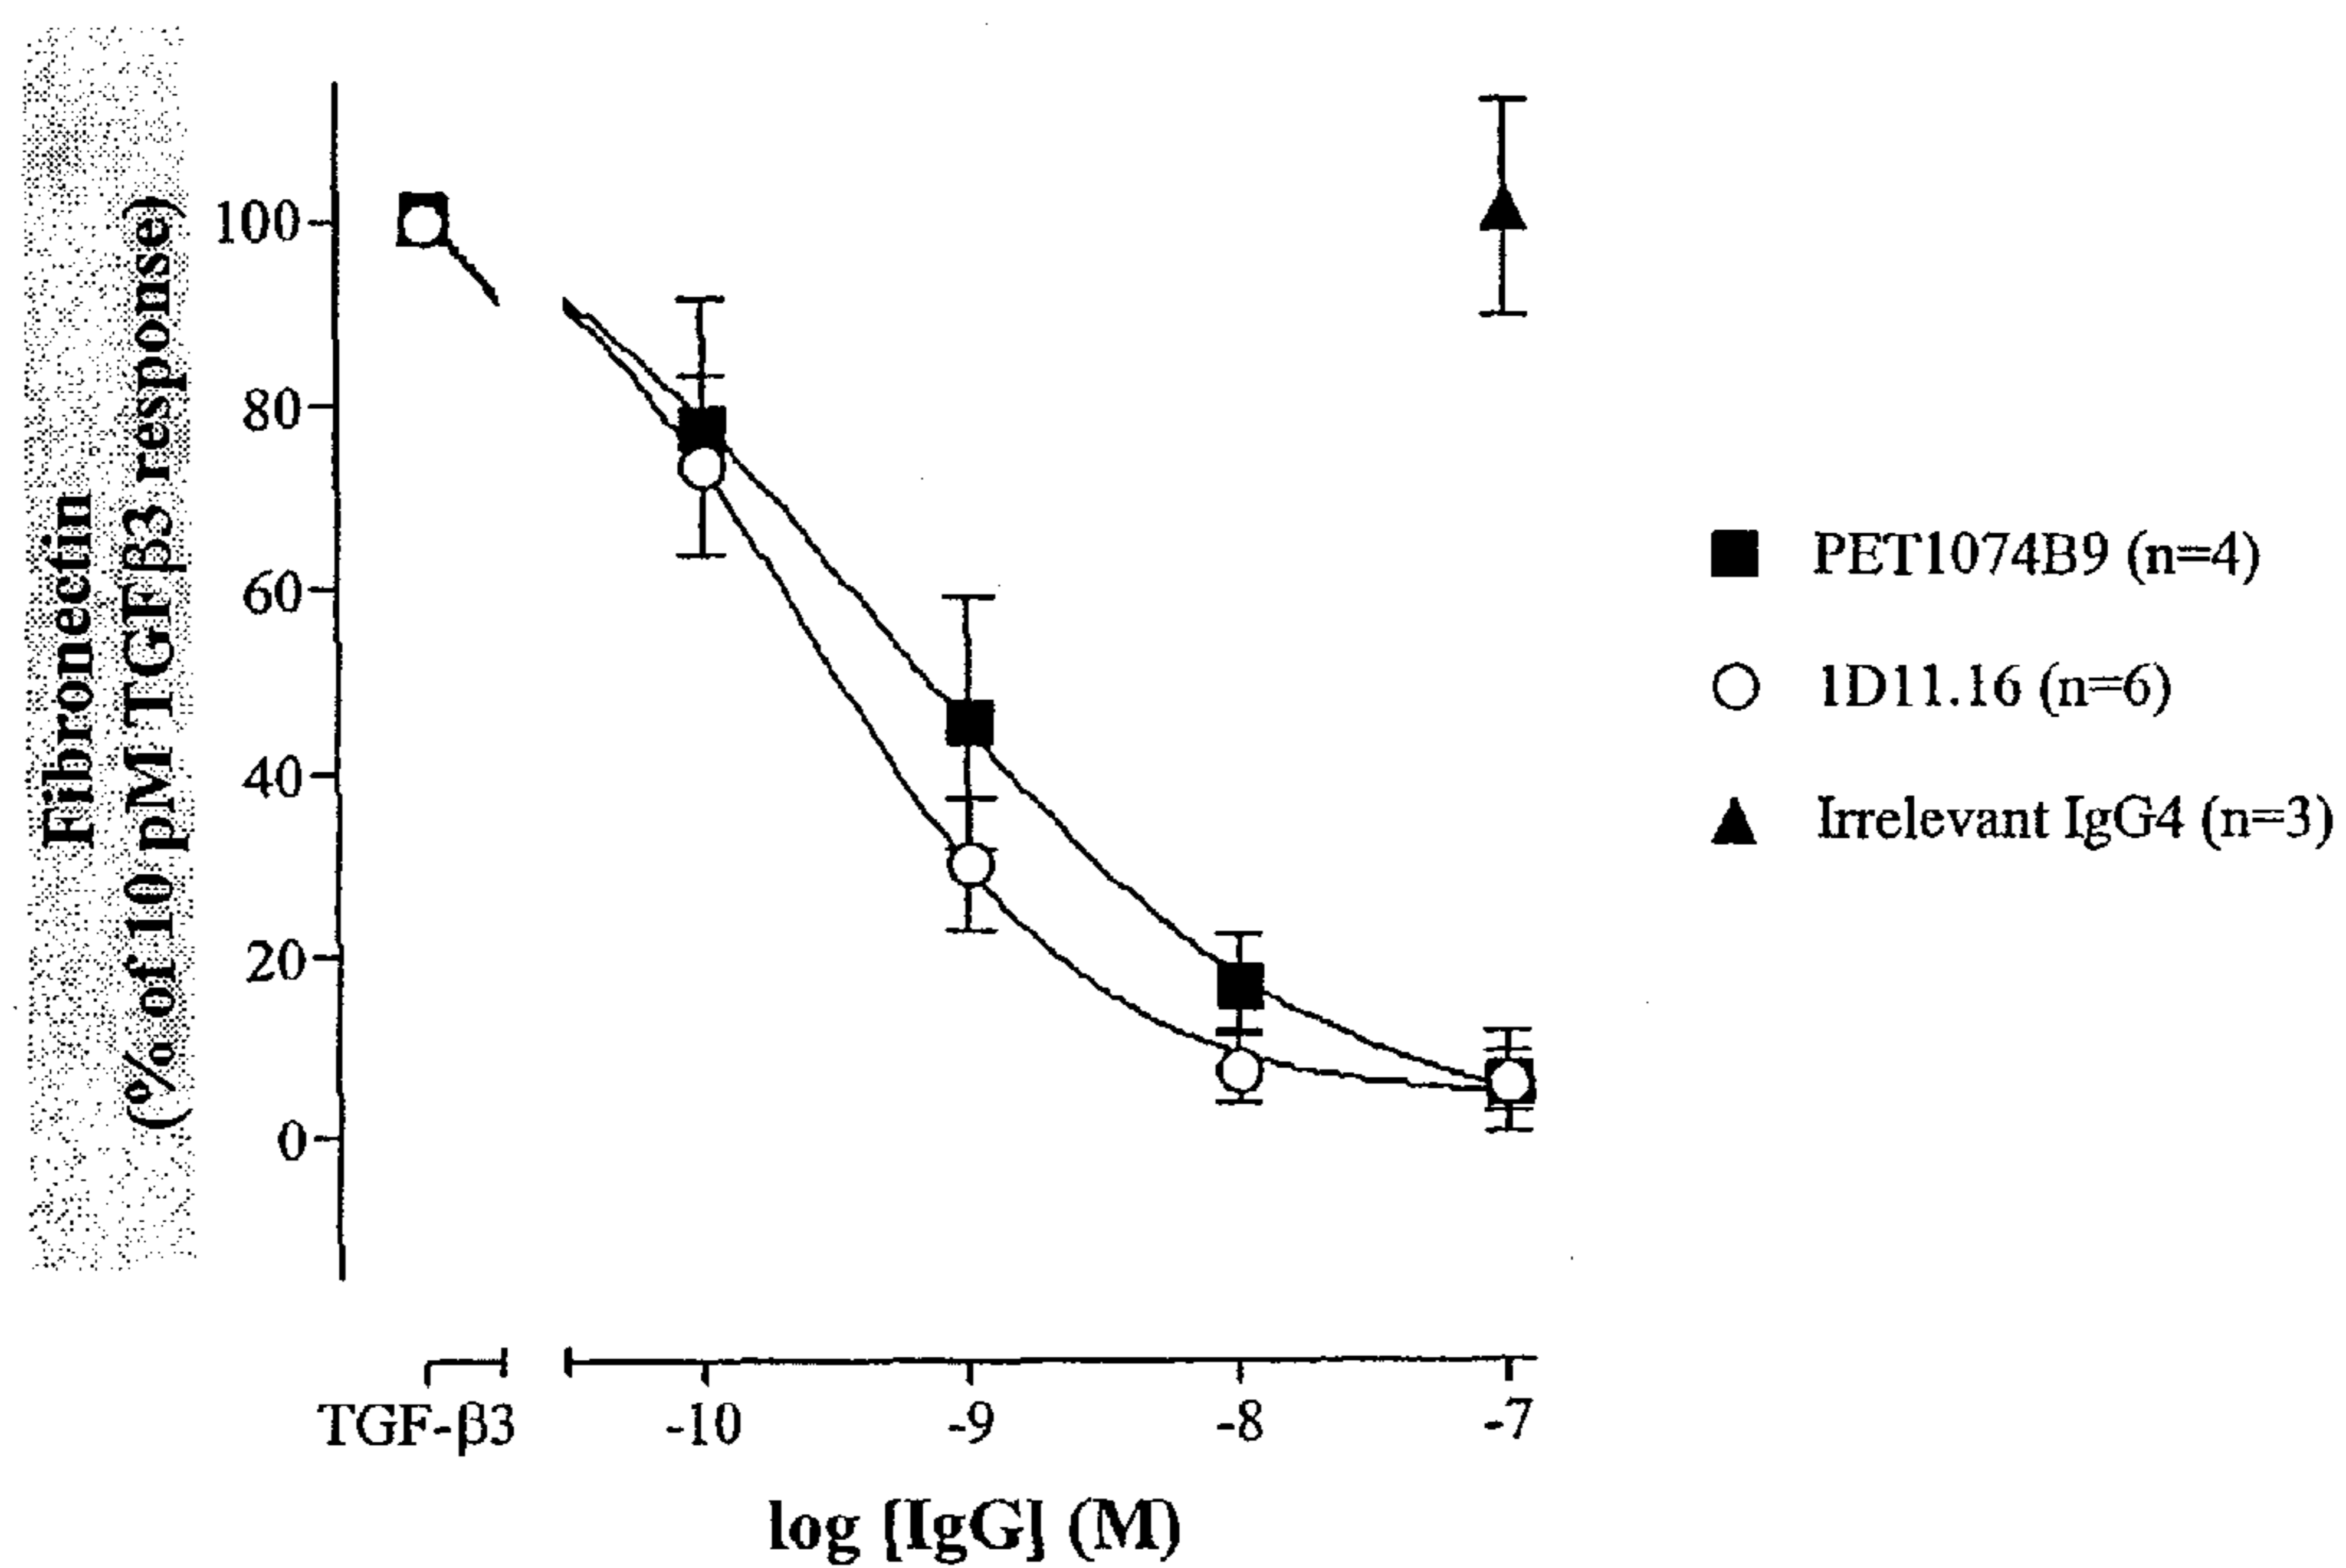 Fibronectin
(% of 10 pM TGFβ3 response)
100
80
60
40
20
0
TGF-β3
-10
-9
-8
-7
log [IgG] (M)
PET1074B9 (n=4)
1D11.16 (n=6)
Irrelevant IgG4 (n=3)